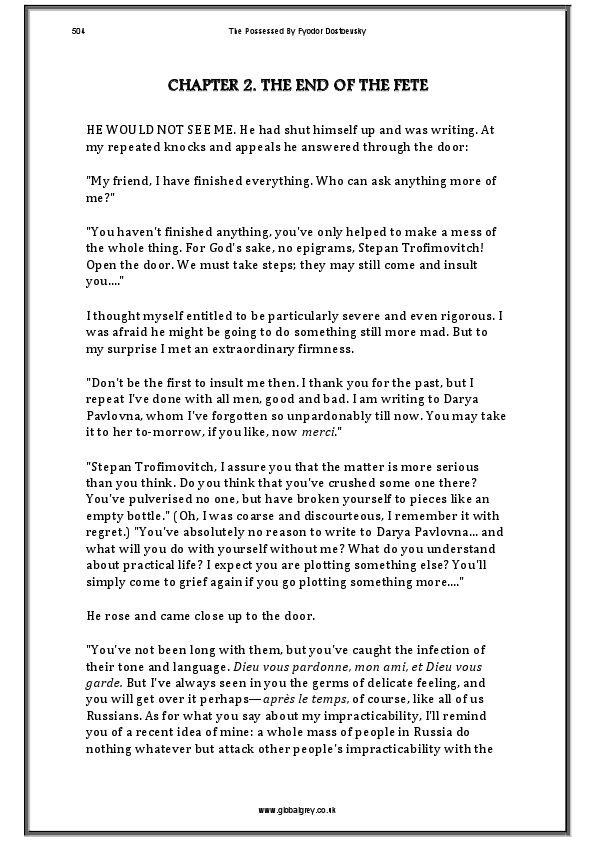 504
The Possessed By Fyodor Dostoevsky
CHAPTER 2. THE END OF THE FETE
HE WOULD NOT SEE ME. He had shut himself up and was writing. At
my repeated knocks and appeals he answered through the door:
"My friend, I have finished everything. Who can ask anything more of
me?"
"You haven't finished anything, you've only helped to make a mess of
the whole thing. For God's sake, no epigrams, Stepan Trofimovitch!
Open the door. We must take steps; they may still come and insult
you...."
I thought myself entitled to be particularly severe and even rigorous. I
was afraid he might be going to do something still more mad. But to
my surprise I met an extraordinary firmness.
"Don't be the first to insult me then. I thank you for the past, but I
repeat I've done with all men, good and bad. I am writing to Darya
Pavlovna, whom I've forgotten so unpardonably till now. You may take
it to her to-morrow, if you like, now merci."
"Stepan Trofimovitch, I assure you that the matter is more serious
than you think. Do you think that you've crushed some one there?
You've pulverised no one, but have broken yourself to pieces like an
empty bottle." (Oh, I was coarse and discourteous, I remember it with
regret.) "You've absolutely no reason to write to Darya Pavlovna... and
what will you do with yourself without me? What do you understand
about practical life? I expect you are plotting something else? You'll
simply come to grief again if you go plotting something more...."
He rose and came close up to the door.
"You've not been long with them, but you've caught the infection of
their tone and language. Dieu vous pardonne, mon ami, et Dieu vous
garde. But I've always seen in you the germs of delicate feeling, and
you will get over it perhaps—après le temps, of course, like all of us
Russians. As for what you say about my impracticability, I'll remind
you of a recent idea of mine: a whole mass of people in Russia do
nothing whatever but attack other people's impracticability with the
www.globalgrey.co.uk